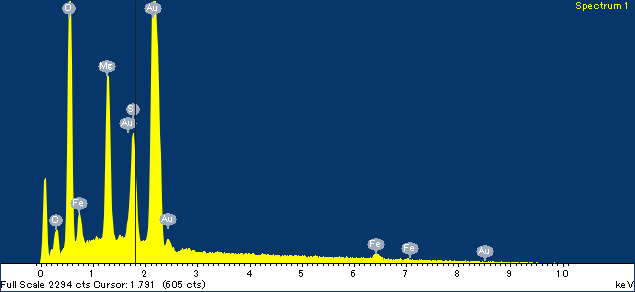 Spectrum 1
O Au
Mg
S
Au
Fe
Au
Fe
Fe
Au
0 1 2 3 4 5 6 7 8 9 10
Full Scale 2294 cts Cursor: 1.791 (605 cts) keV